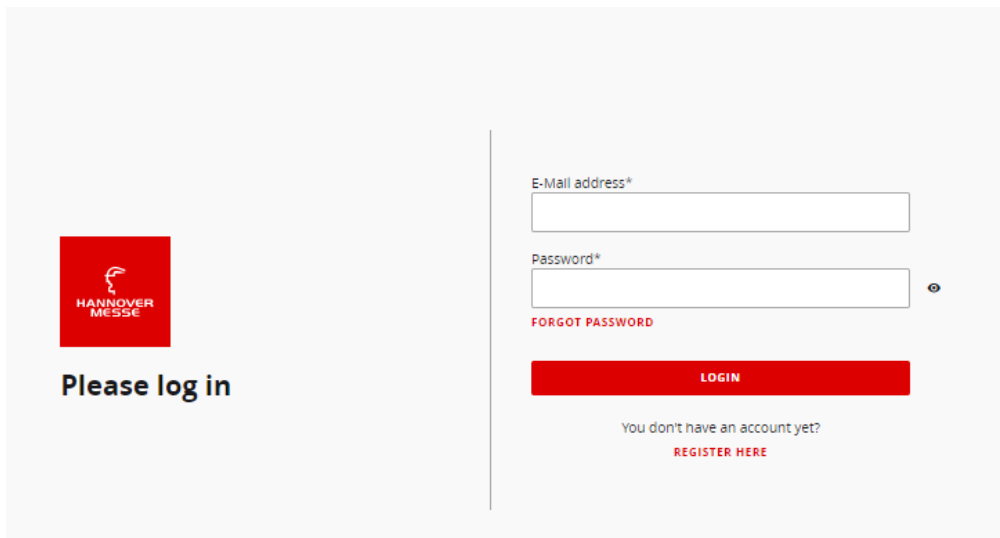 HANNOVER
MESSE
Please log in
E-Mail address*
Password*
FORGOT PASSWORD
LOGIN
You don't have an account yet?
REGISTER HERE